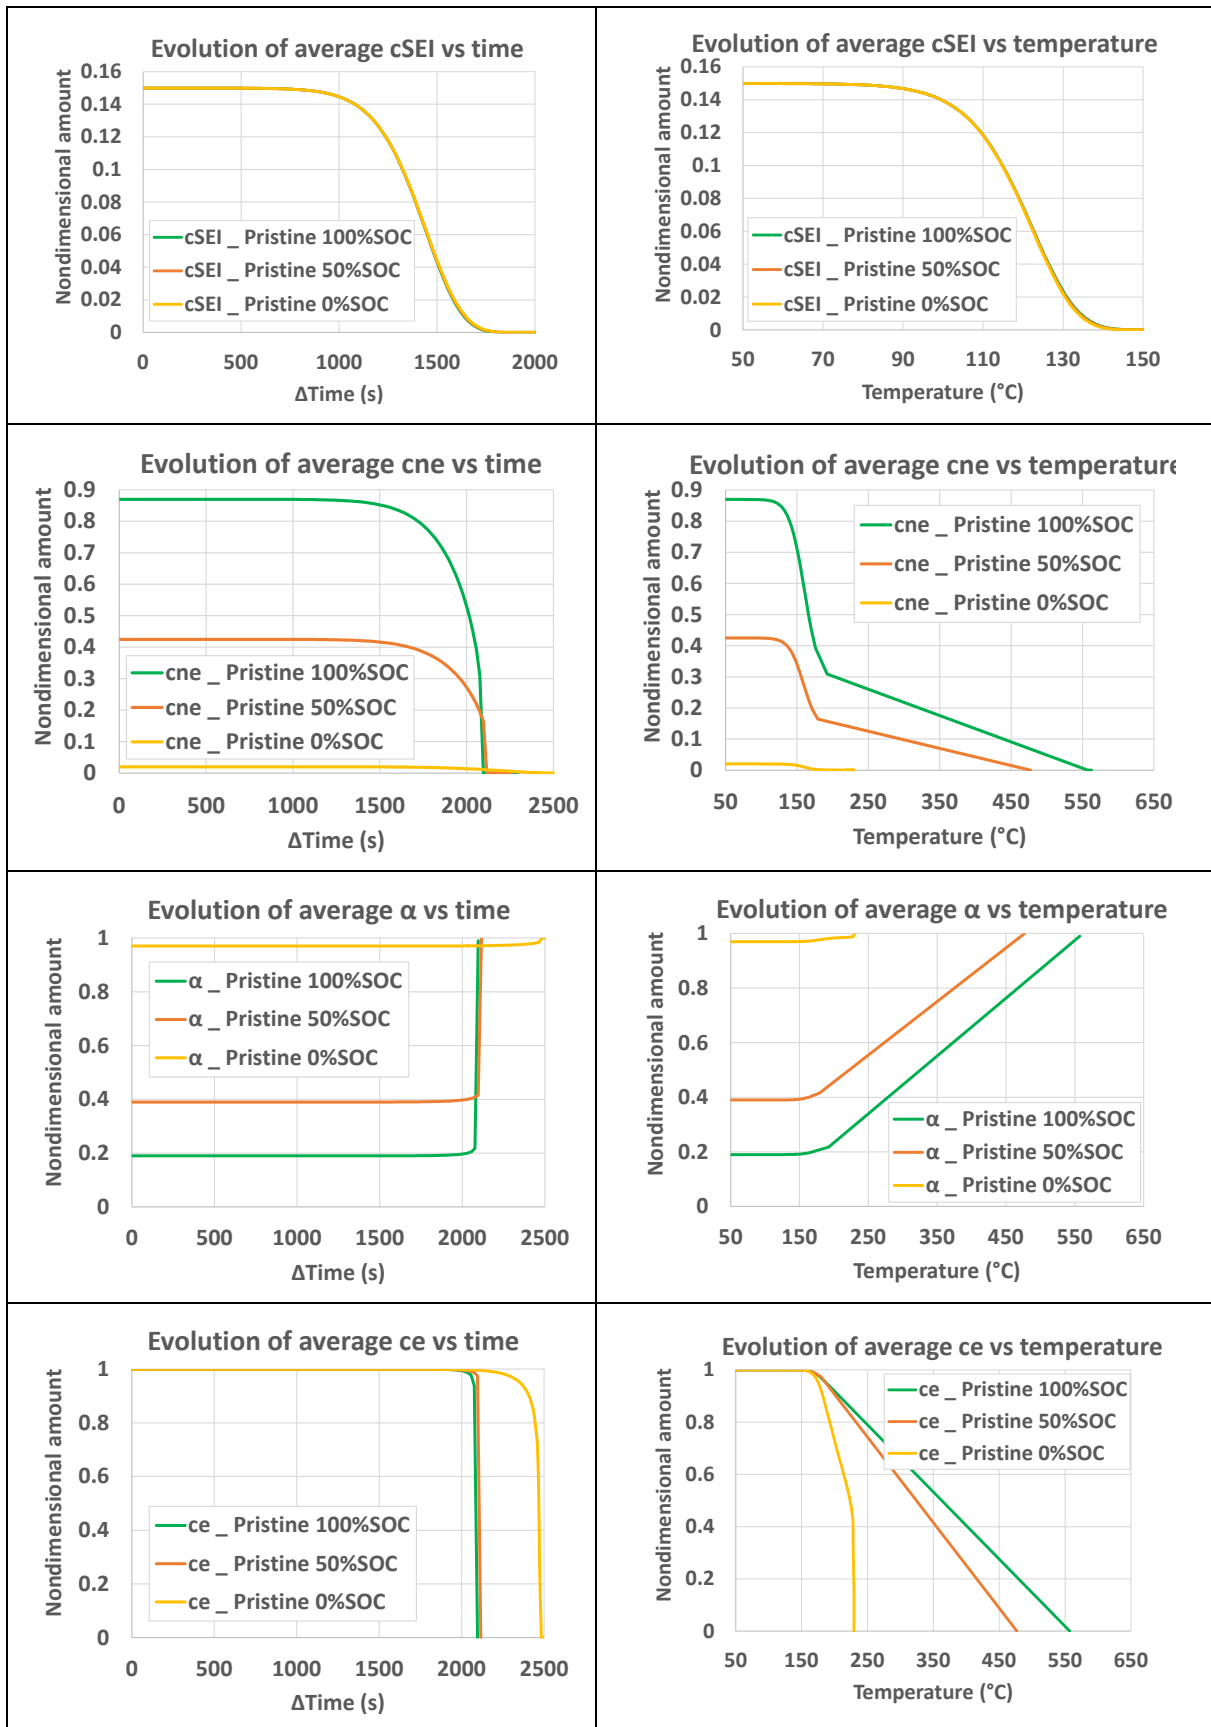 Evolution of average cSEI vs time
Nondimensional amount
0.16
0.14
0.12
0.1
0.08
0.06
0.04
0.02
0
cSEI _ Pristine 100%SOC
cSEI _ Pristine 50%SOC
cSEI _ Pristine 0%SOC
0 500 1000 1500 2000
ΔTime (s)
Evolution of average cSEI vs temperature
Nondimensional amount
0.16
0.14
0.12
0.1
0.08
0.06
0.04
0.02
0
cSEI _ Pristine 100%SOC
cSEI _ Pristine 50%SOC
cSEI _ Pristine 0%SOC
50 70 90 110 130 150
Temperature (°C)
Evolution of average cne vs time
Nondimensional amount
0.9
0.8
0.7
0.6
0.5
0.4
0.3
0.2
0.1
0
cne _ Pristine 100%SOC
cne _ Pristine 50%SOC
cne _ Pristine 0%SOC
0 500 1000 1500 2000 2500
ΔTime (s)
Evolution of average cne vs temperature
Nondimensional amount
0.9
0.8
0.7
0.6
0.5
0.4
0.3
0.2
0.1
0
cne _ Pristine 100%SOC
cne _ Pristine 50%SOC
cne _ Pristine 0%SOC
50 150 250 350 450 550 650
Temperature (°C)
Evolution of average α vs time
Nondimensional amount
1
0.8
0.6
0.4
0.2
0
α _ Pristine 100%SOC
α _ Pristine 50%SOC
α _ Pristine 0%SOC
0 500 1000 1500 2000 2500
ΔTime (s)
Evolution of average α vs temperature
Nondimensional amount
1
0.8
0.6
0.4
0.2
0
α _ Pristine 100%SOC
α _ Pristine 50%SOC
α _ Pristine 0%SOC
50 150 250 350 450 550 650
Temperature (°C)
Evolution of average ce vs time
Nondimensional amount
1
0.8
0.6
0.4
0.2
0
ce _ Pristine 100%SOC
ce _ Pristine 50%SOC
ce _ Pristine 0%SOC
0 500 1000 1500 2000 2500
ΔTime (s)
Evolution of average ce vs temperature
Nondimensional amount
1
0.8
0.6
0.4
0.2
0
ce _ Pristine 100%SOC
ce _ Pristine 50%SOC
ce _ Pristine 0%SOC
50 150 250 350 450 550 650
Temperature (°C)